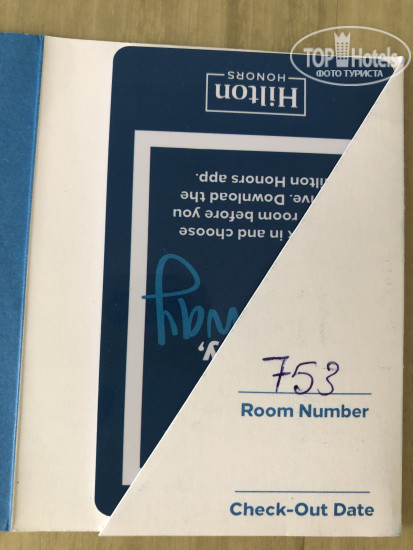 TOP Hotels
ФОТО ТУРИСТА
Hilton
HONORS
y,
way
k in and choose
room before you
ive. Download the
ilton Honors app.
753
Room Number
Check-Out Date